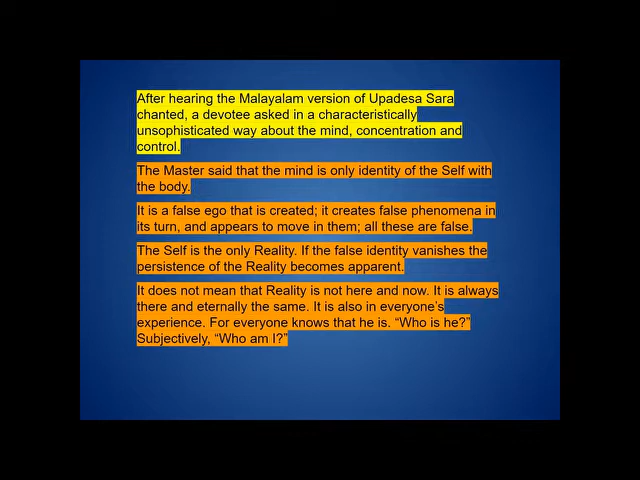 After hearing the Malayalam version of Upadesa Sara
chanted, a devotee asked in a characteristically
unsophisticated way about the mind, concentration and
control.
The Master said that the mind is only identity of the Self with
the body.
It is a false ego that is created; it creates false phenomena in
its turn, and appears to move in them; all these are false.
The Self is the only Reality. If the false identity vanishes the
persistence of the Reality becomes apparent.
It does not mean that Reality is not here and now. It is always
there and eternally the same. It is also in everyone’s
experience. For everyone knows that he is. “Who is he?”
Subjectively, “Who am I?”